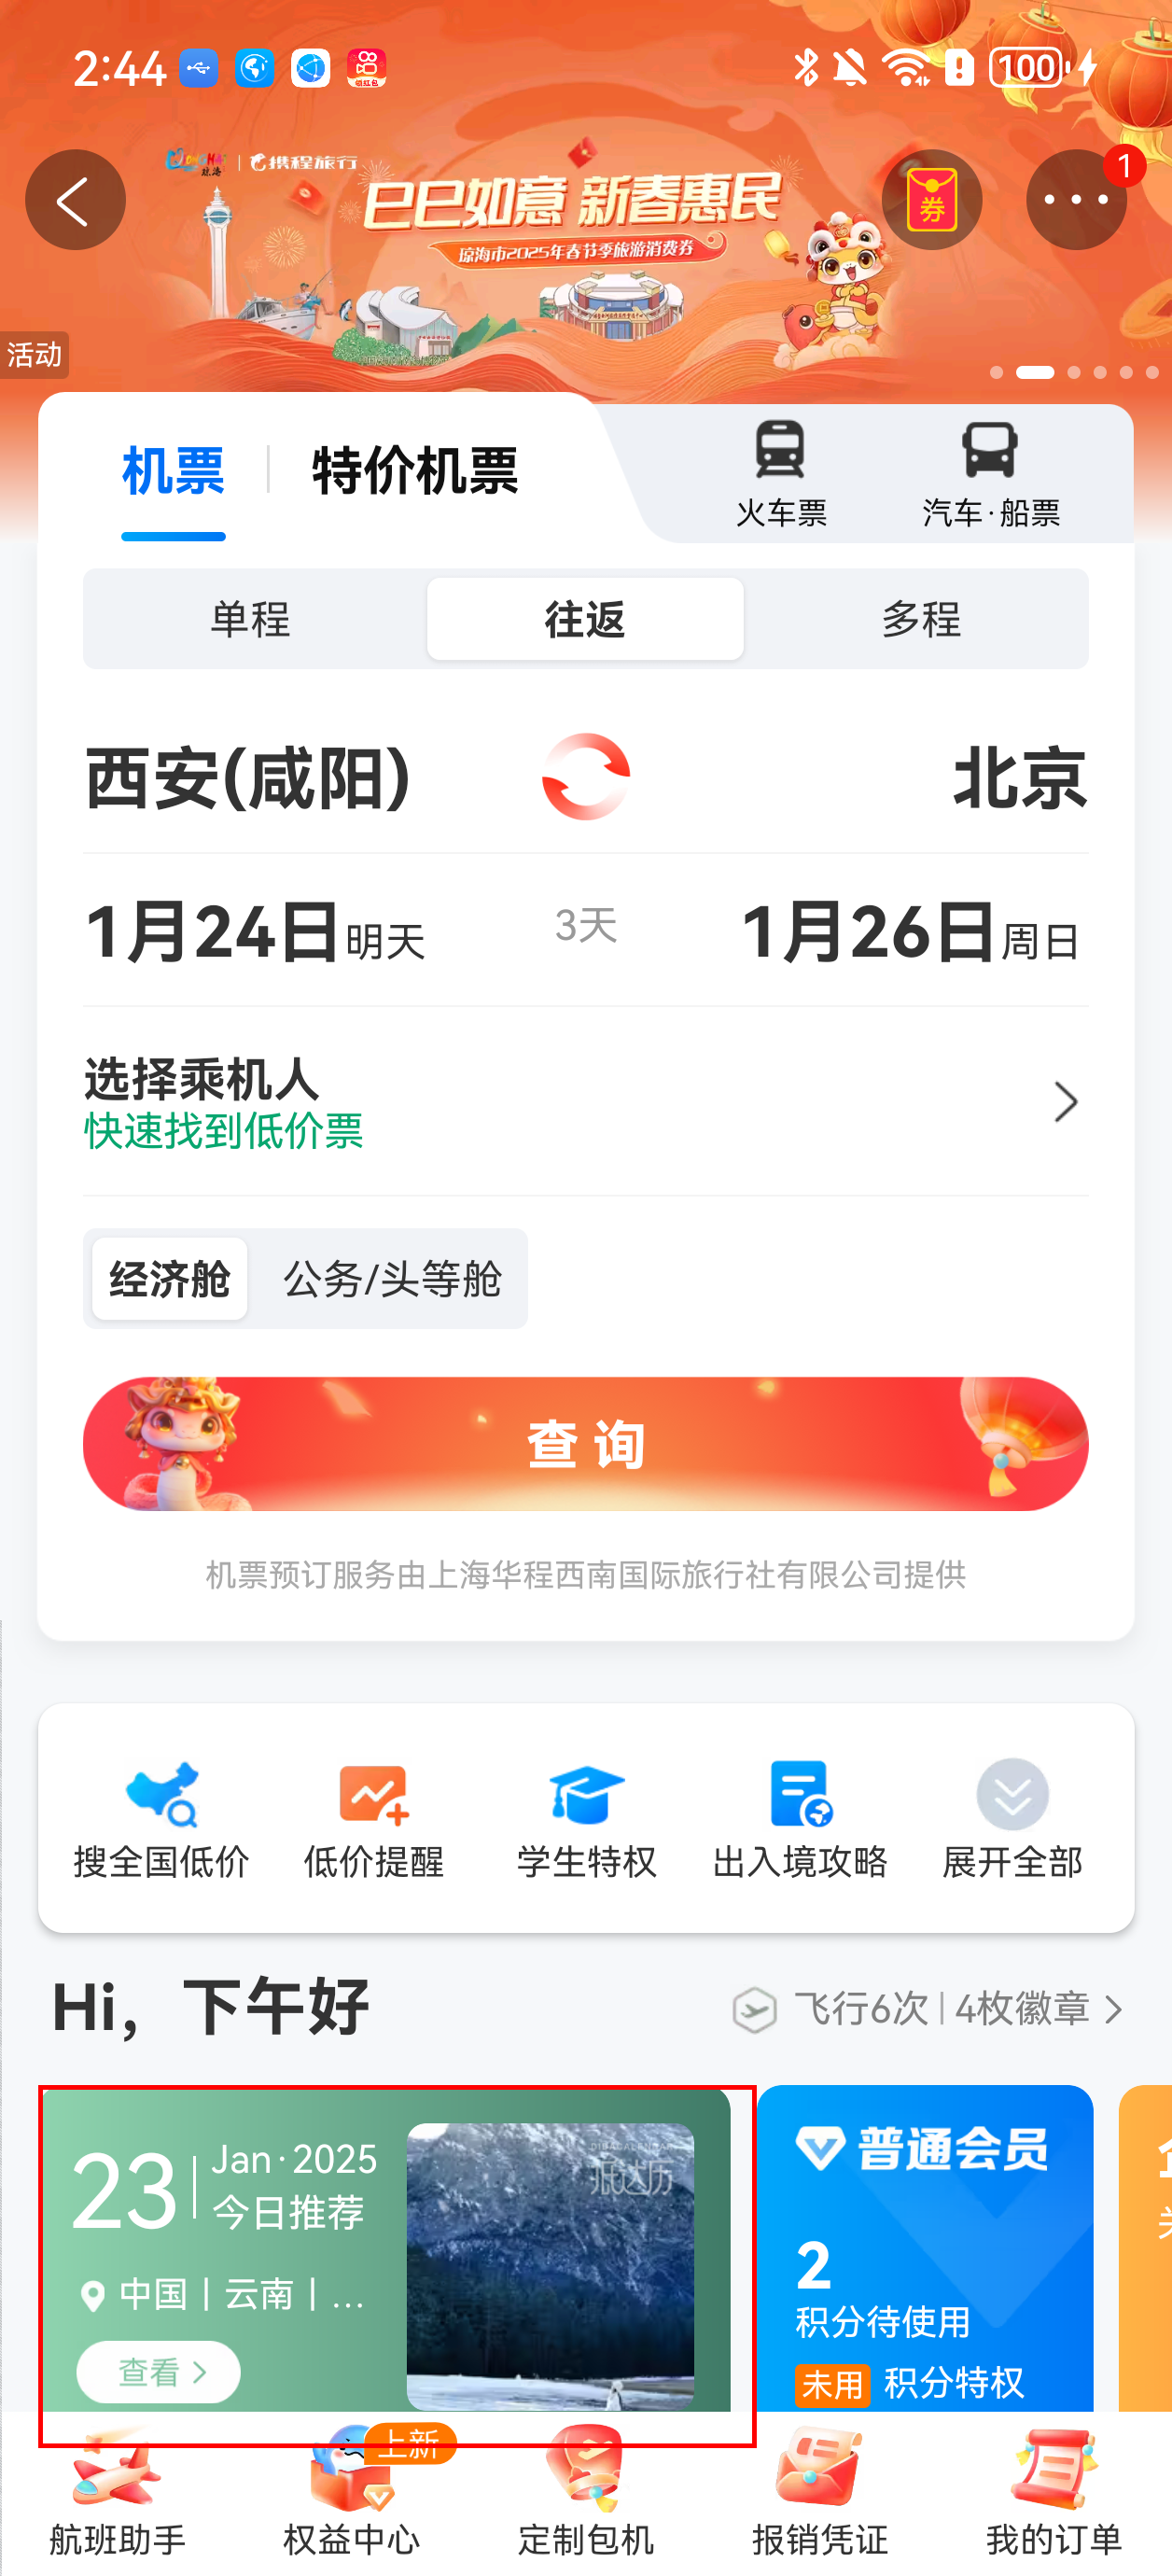 2:44
100
携程旅行
巳巳如意 新春惠民
琼海市2025年春节季旅游消费券
券
1
活动
机票
特价机票
火车票
汽车·船票
单程
往返
多程
西安(咸阳)
北京
1月24日明天
3天
1月26日周日
选择乘机人
快速找到低价票
经济舱
公务/头等舱
查询
机票预订服务由上海华程西南国际旅行社有限公司提供
搜全国低价
低价提醒
学生特权
出入境攻略
展开全部
Hi，下午好
飞行6次|4枚徽章
23
Jan·2025
今日推荐
中国丨云南丨...
查看
普通会员
2
积分待使用
未用 积分特权
上新
航班助手
权益中心
定制包机
报销凭证
我的订单